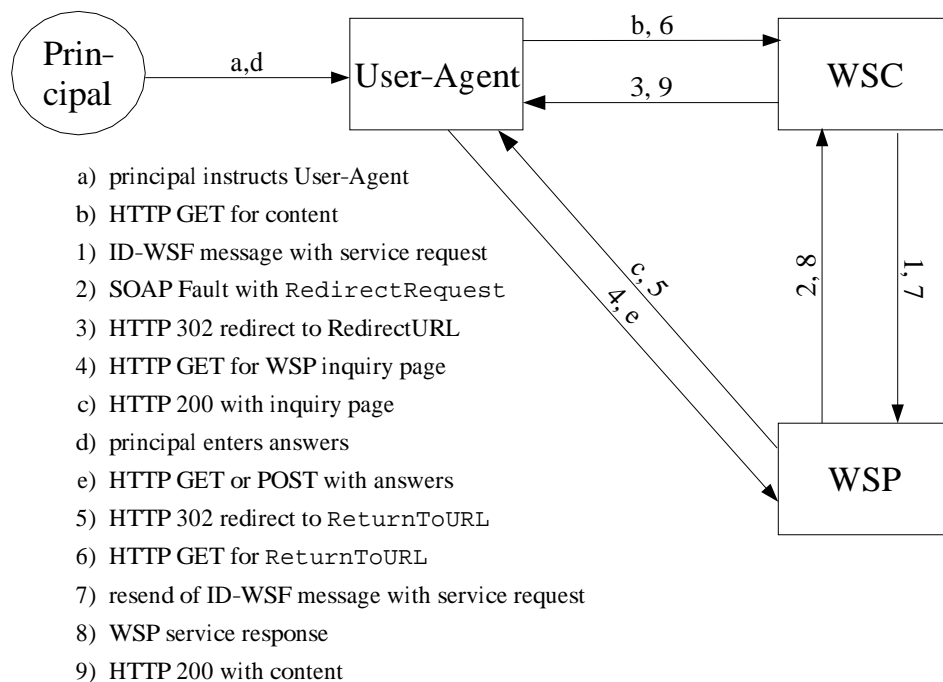 Prin-
cipal
a,d
User-Agent
b, 6
3, 9
WSC
c, 5
4, e
2, 8
1, 7
WSP
a) principal instructs User-Agent
b) HTTP GET for content
1) ID-WSF message with service request
2) SOAP Fault with RedirectRequest
3) HTTP 302 redirect to RedirectURL
4) HTTP GET for WSP inquiry page
c) HTTP 200 with inquiry page
d) principal enters answers
e) HTTP GET or POST with answers
5) HTTP 302 redirect to ReturnToURL
6) HTTP GET for ReturnToURL
7) resend of ID-WSF message with service request
8) WSP service response
9) HTTP 200 with content